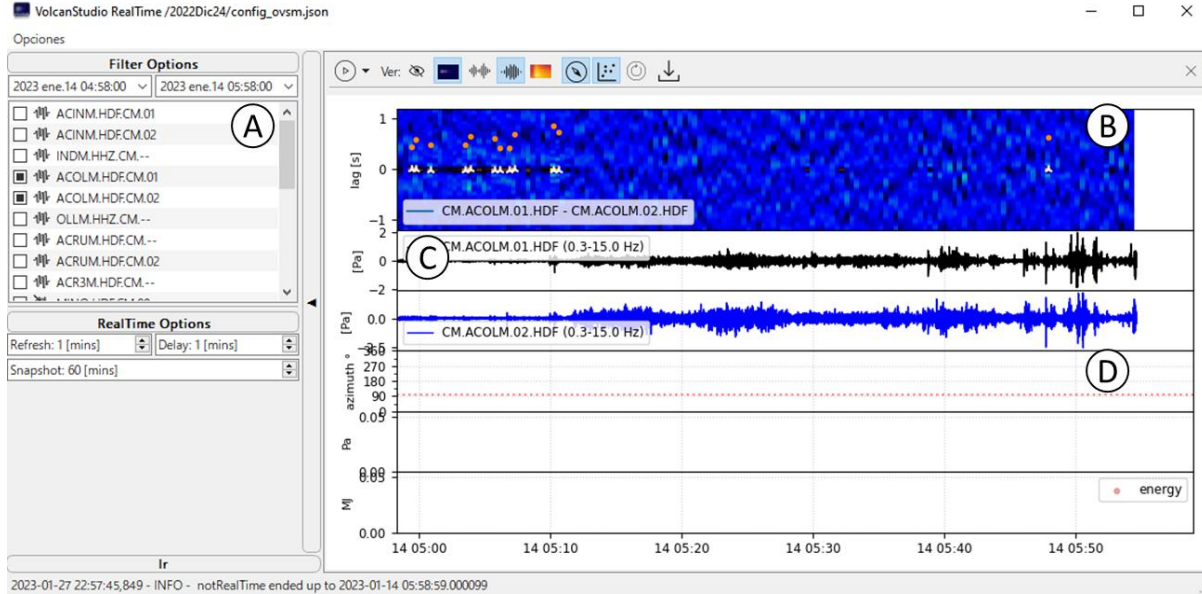 VolcanStudio RealTime /2022Dic24/config_ovsm.json
Opciones
Filter Options
2023 ene.14 04:58:00 2023 ene.14 05:58:00
ACINM.HDF.CM.01
ACINM.HDF.CM.02
INDM.HHZ.CM.--
ACOLM.HDF.CM.01
ACOLM.HDF.CM.02
OLLM.HHZ.CM.--
ACRUM.HDF.CM.--
ACRUM.HDF.CM.02
ACR3M.HDF.CM.--
A
RealTime Options
Refresh: 1 [mins] Delay: 1 [mins]
Snapshot: 60 [mins]
Ir
Ver:
B
lag [s]
1
0
−1
CM.ACOLM.01.HDF - CM.ACOLM.02.HDF
C
[Pa]
2
0
−2
CM.ACOLM.01.HDF (0.3-15.0 Hz)
[Pa]
0.0
CM.ACOLM.02.HDF (0.3-15.0 Hz)
D
azimuth °
360
270
180
90
0
Pa
0.05
0.00
MJ
0.05
0.00
energy
14 05:00 14 05:10 14 05:20 14 05:30 14 05:40 14 05:50
2023-01-27 22:57:45,849 - INFO - notRealTime ended up to 2023-01-14 05:58:59.000099